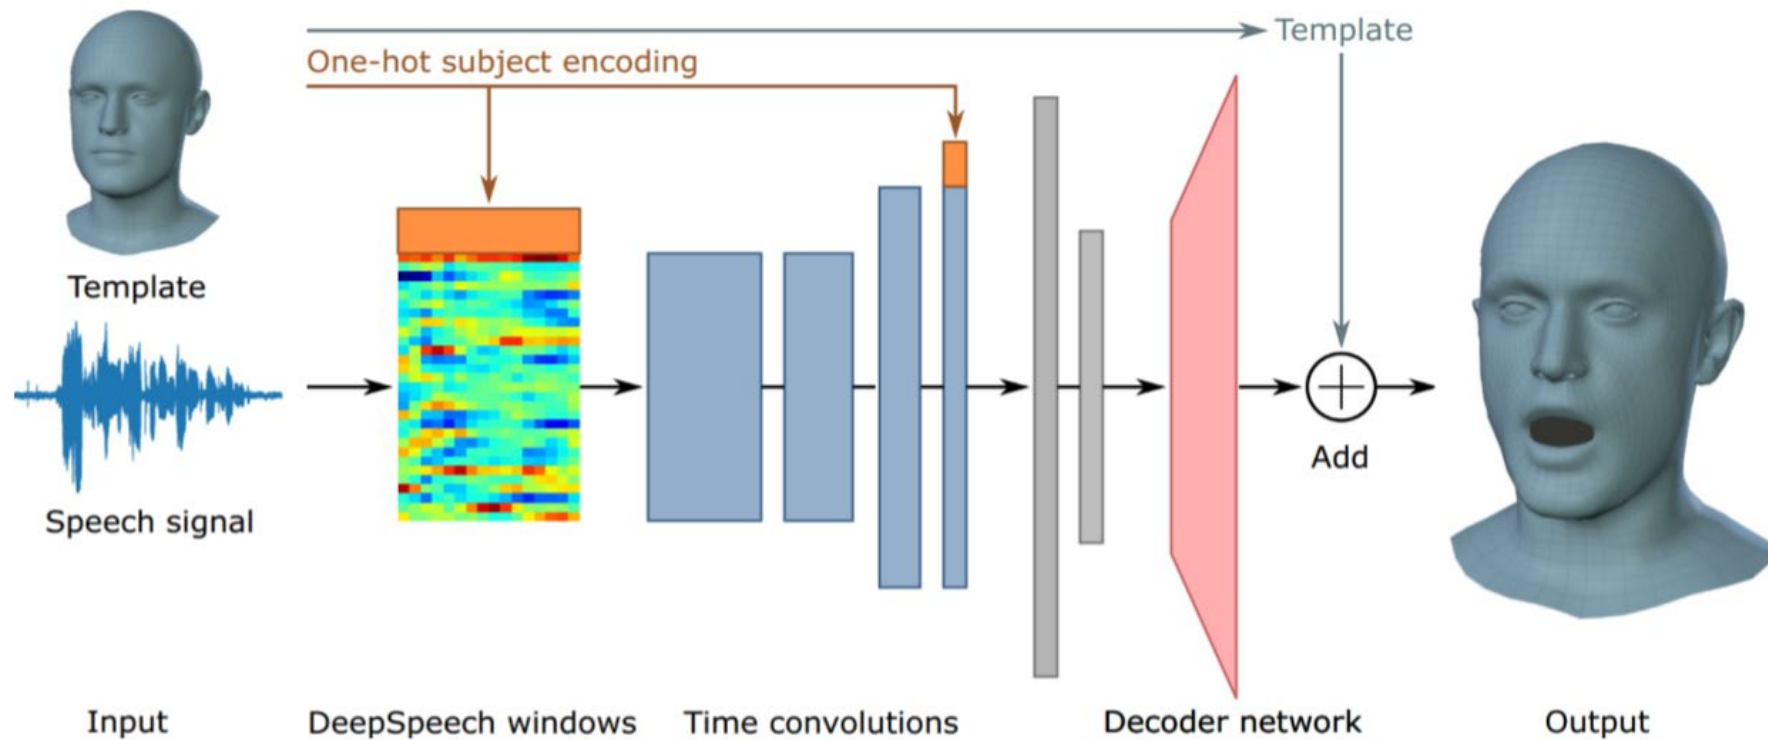 Template
One-hot subject encoding
Template
Speech signal
Add
Input
DeepSpeech windows
Time convolutions
Decoder network
Output